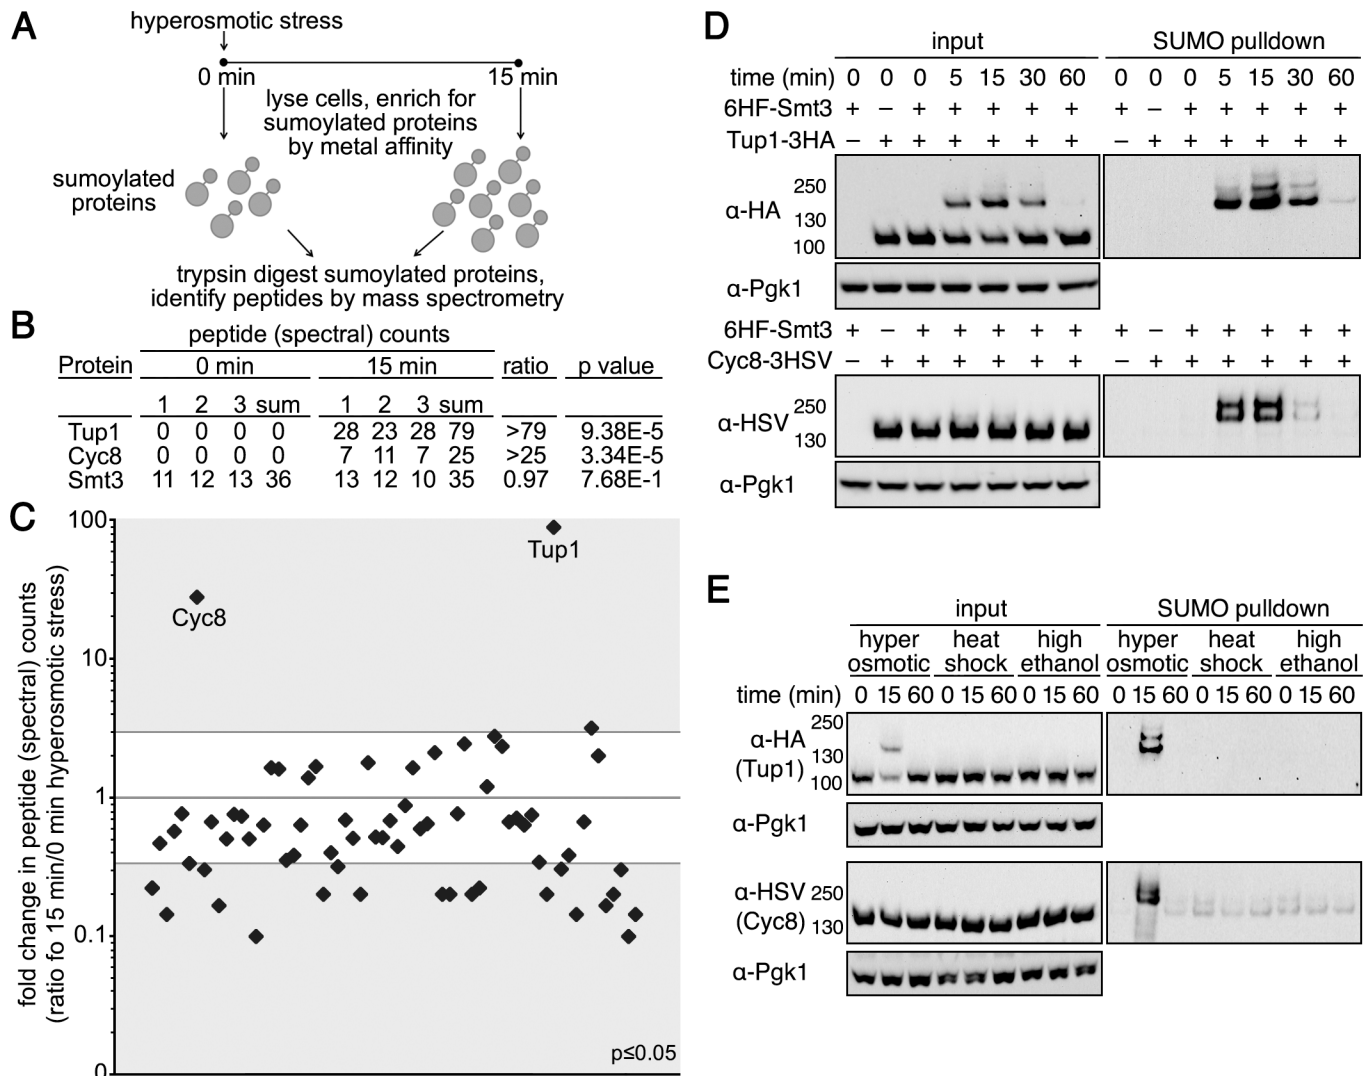 A
hyperosmotic stress
0 min
15 min
lyse cells, enrich for
sumoylated proteins
by metal affinity
sumoylated
proteins
trypsin digest sumoylated proteins,
identify peptides by mass spectrometry
B
peptide (spectral) counts
Protein 0 min 15 min ratio p value
1 2 3 sum 1 2 3 sum
Tup1 0 0 0 0 28 23 28 79 >79 9.38E-5
Cyc8 0 0 0 0 7 11 7 25 >25 3.34E-5
Smt3 11 12 13 36 13 12 10 35 0.97 7.68E-1
C
fold change in peptide (spectral) counts
(ratio fo 15 min/0 min hyperosmotic stress)
100
10
1
0.1
0
Tup1
Cyc8
p≤0.05
D
input SUMO pulldown
time (min) 0 0 0 5 15 30 60 0 0 0 5 15 30 60
6HF-Smt3 + − + + + + + + − + + + + +
Tup1-3HA − + + + + + + − + + + + + +
α-HA
250
130
100
α-Pgk1
6HF-Smt3 + − + + + + + + − + + + + +
Cyc8-3HSV − + + + + + + − + + + + + +
α-HSV
250
130
α-Pgk1
E
input SUMO pulldown
hyper heat high hyper heat high
osmotic shock ethanol osmotic shock ethanol
time (min) 0 15 60 0 15 60 0 15 60 0 15 60 0 15 60 0 15 60
α-HA
(Tup1)
250
130
100
α-Pgk1
α-HSV
(Cyc8)
250
130
α-Pgk1